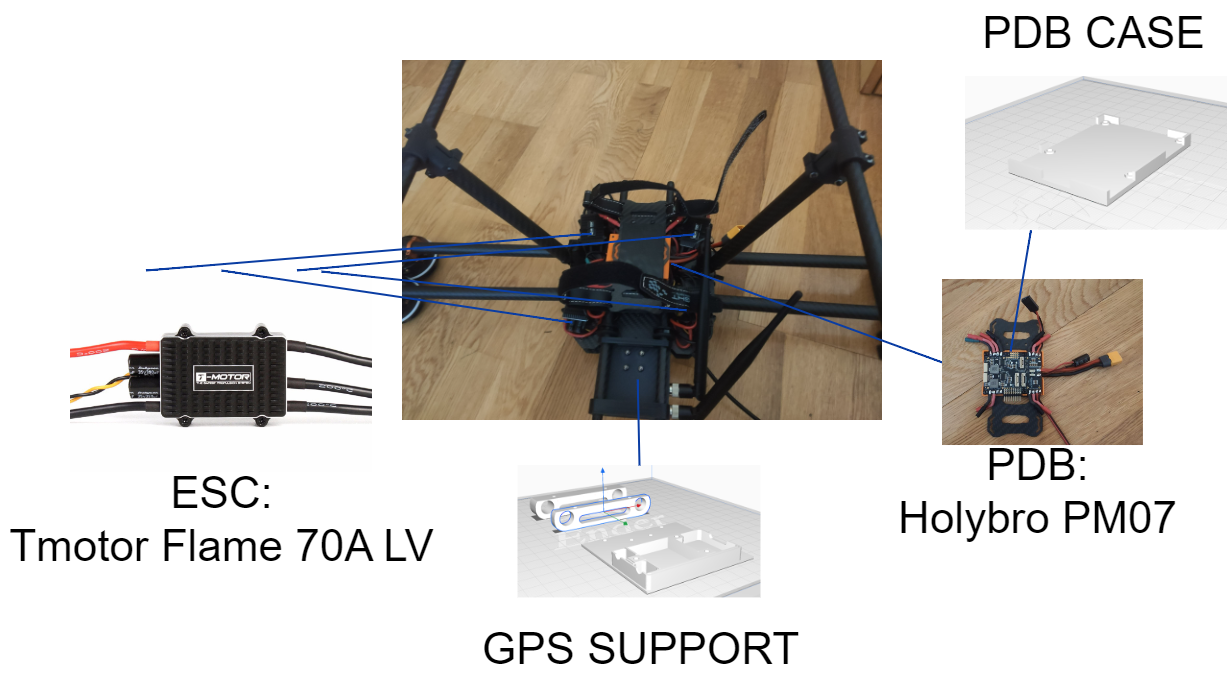 PDB CASE
T-MOTOR
ESC:
Tmotor Flame 70A LV
PDB:
Holybro PM07
GPS SUPPORT